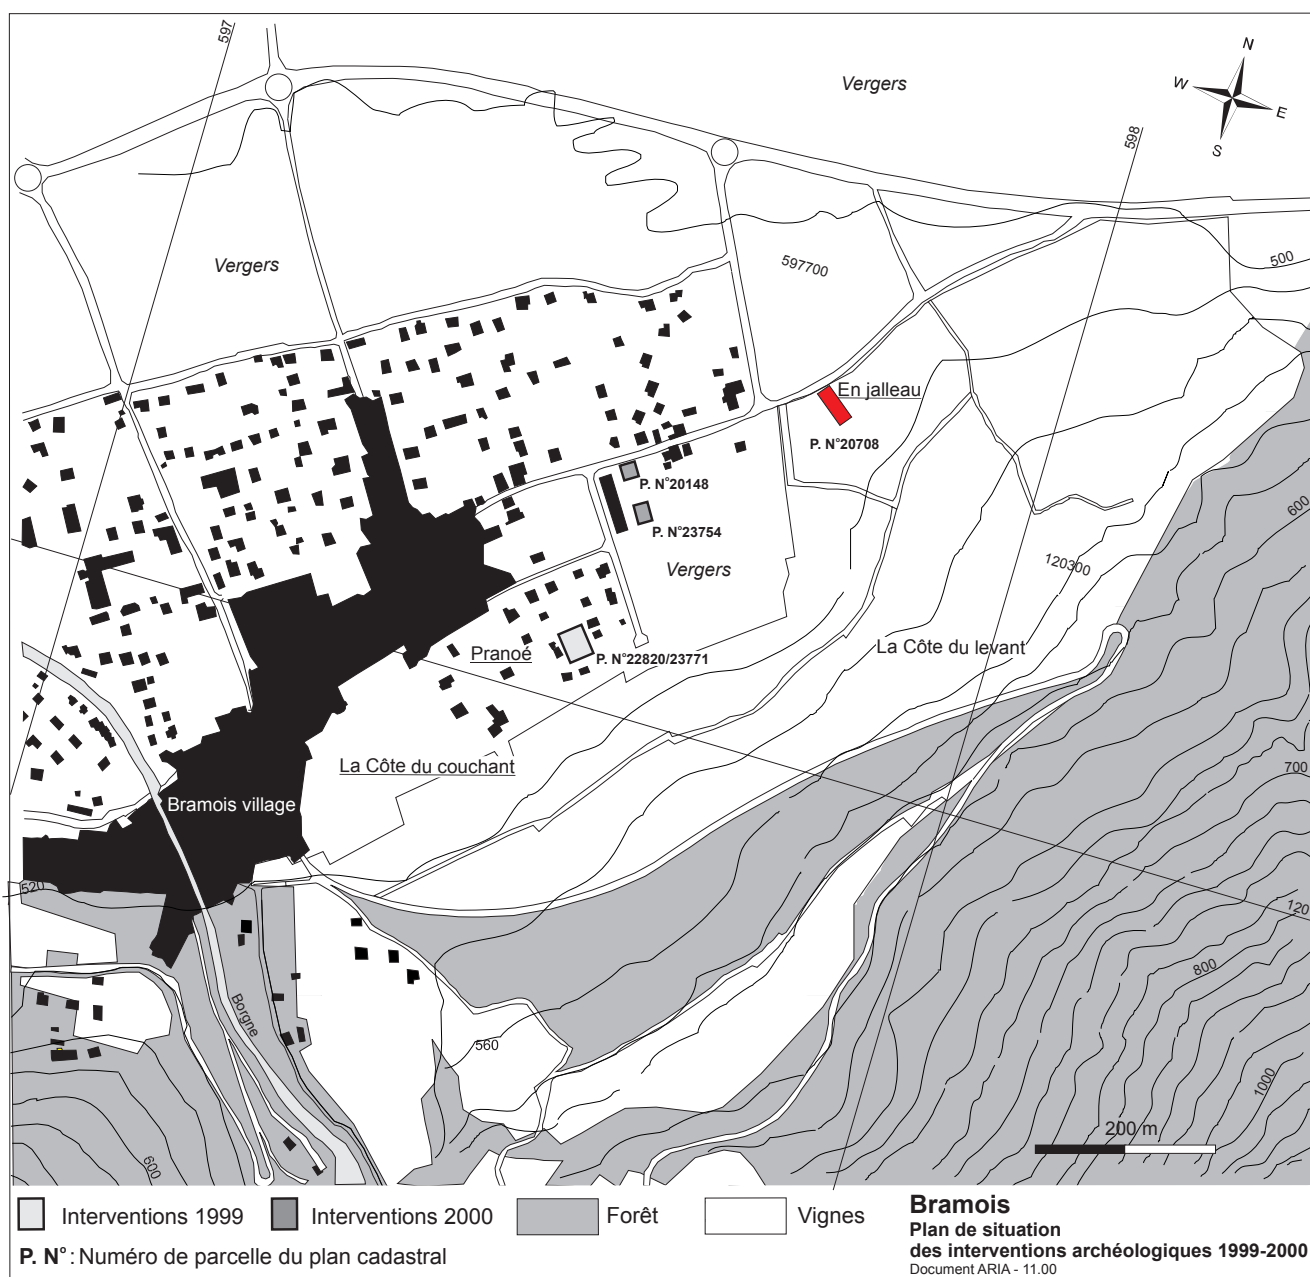 597
N
W
E
S
Vergers
598
Vergers
597700
500
En jalleau
P. N°20708
P. N°20148
P. N°23754
Vergers
600
120300
Pranoé
P. N°22820/23771
La Côte du levant
La Côte du couchant
700
Bramois village
520
120
800
Borgne
560
1000
600
200 m
Interventions 1999
Interventions 2000
Forêt
Vignes
P. N° : Numéro de parcelle du plan cadastral
Bramois
Plan de situation
des interventions archéologiques 1999-2000
Document ARIA - 11.00